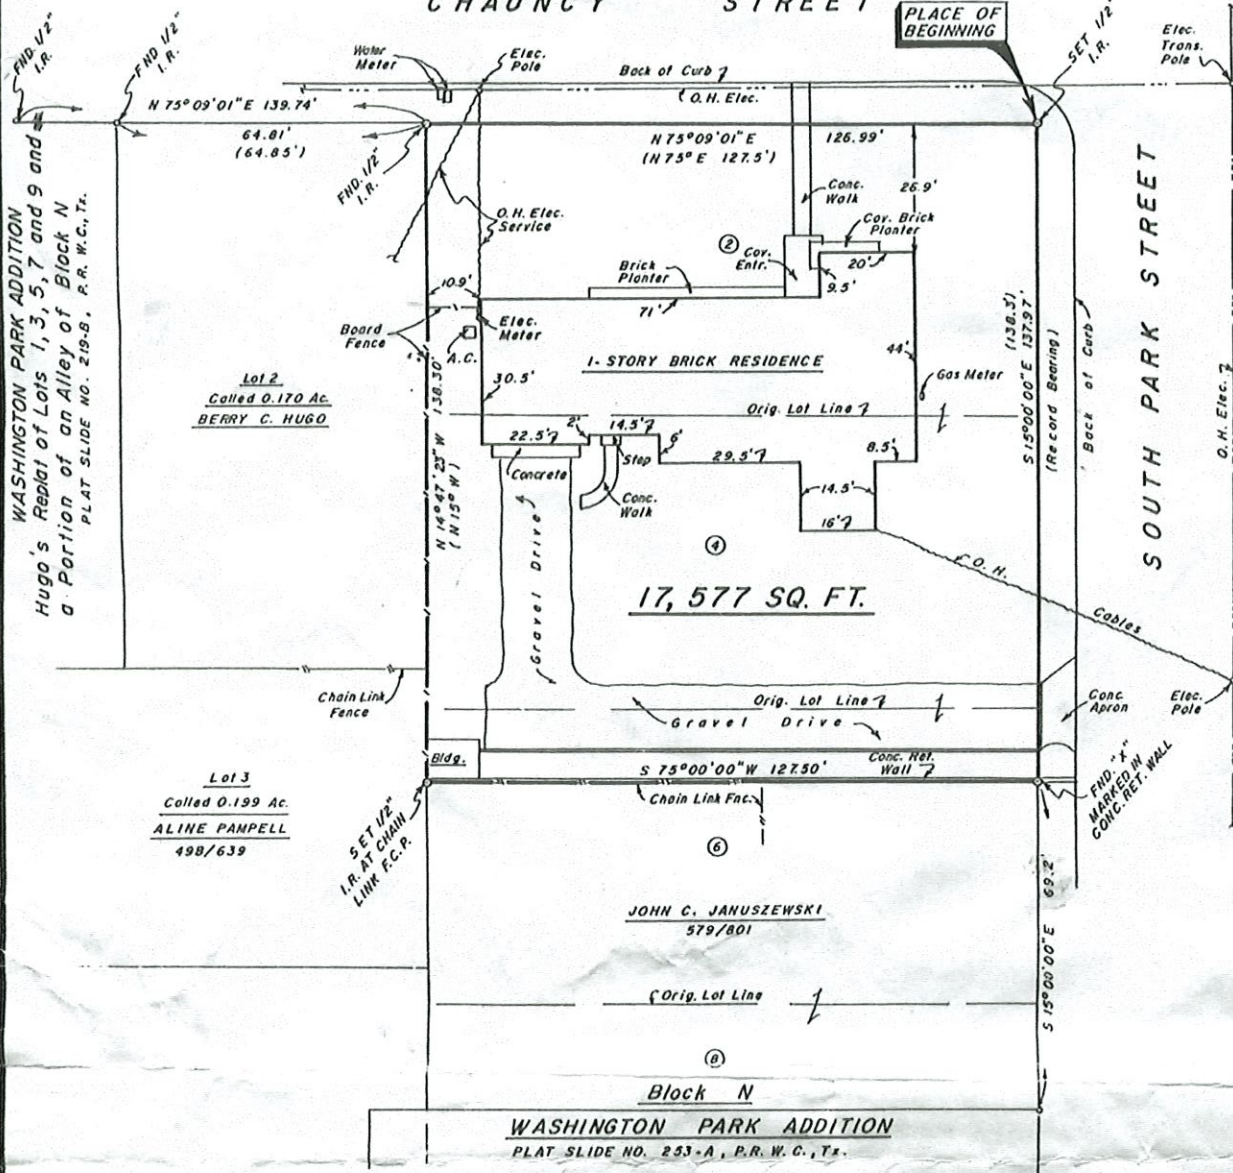 CHAUNCY STREET
PLACE OF
BEGINNING
FND. 1/2"
I.R.
FND 1/2"
I.R.
Water
Meter
Elec.
Pole
Back of Curb
O.H. Elec.
SET 1/2"
I.R.
Elec.
Trans.
Pole
N 75° 09' 01" E 139.74'
64.81'
(64.85')
FND. 1/2"
I.R.
N 75° 09' 01" E 126.99'
(N 75° E 127.5')
26.9'
Conc.
Walk
Cov. Brick
Planter
O.H. Elec.
Service
2
Cov.
Entr.
20'
9.5'
Brick
Planter
71'
10.9'
Board
Fence
Elec.
Meter
A.C.
1-STORY BRICK RESIDENCE
44'
Gas Meter
30.5'
Orig. Lot Line
22.5'
2'
14.5'
6'
Step
29.5'
8.5'
Concrete
Conc.
Walk
14.5'
16'
WASHINGTON PARK ADDITION
Hugo's Replat of Lots 1, 3, 5, 7 and 9 and
a Portion of an Alley of Block N
PLAT SLIDE NO. 219-B, P.R.W.C., Tx.
Lot 2
Called 0.170 Ac.
BERRY C. HUGO
N 14° 47' 23" W 138.30'
(N 15° W)
(138.5')
S 15° 00' 00" E 137.97'
(Record Bearing)
Back of Curb
SOUTH PARK STREET
O.H. Elec.
4
17,577 SQ. FT.
O.H.
Cables
Gravel Drive
Chain Link
Fence
Orig. Lot Line
Gravel Drive
Conc.
Apron
Elec.
Pole
Bldg.
Conc. Ret.
Wall
S 75° 00' 00" W 127.50'
Chain Link Fnc.
FND. "X"
MARKED IN
CONC. RET. WALL
Lot 3
Called 0.199 Ac.
ALINE PAMPELL
498/639
SET 1/2"
I.R. AT CHAIN
LINK F.C.P.
6
JOHN C. JANUSZEWSKI
579/801
69.2'
S 15° 00' 00" E
Orig. Lot Line
8
Block N
WASHINGTON PARK ADDITION
PLAT SLIDE NO. 253-A, P.R.W.C., Tx.